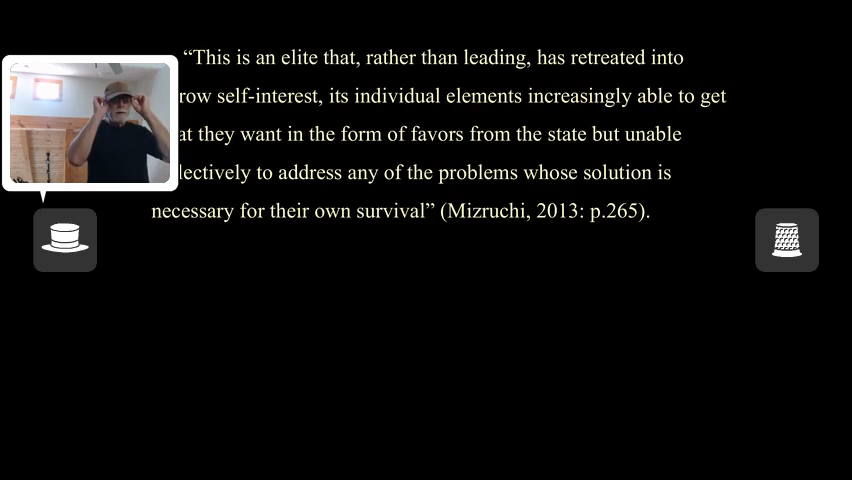 “This is an elite that, rather than leading, has retreated into
row self-interest, its individual elements increasingly able to get
at they want in the form of favors from the state but unable
lectively to address any of the problems whose solution is
necessary for their own survival” (Mizruchi, 2013: p.265).